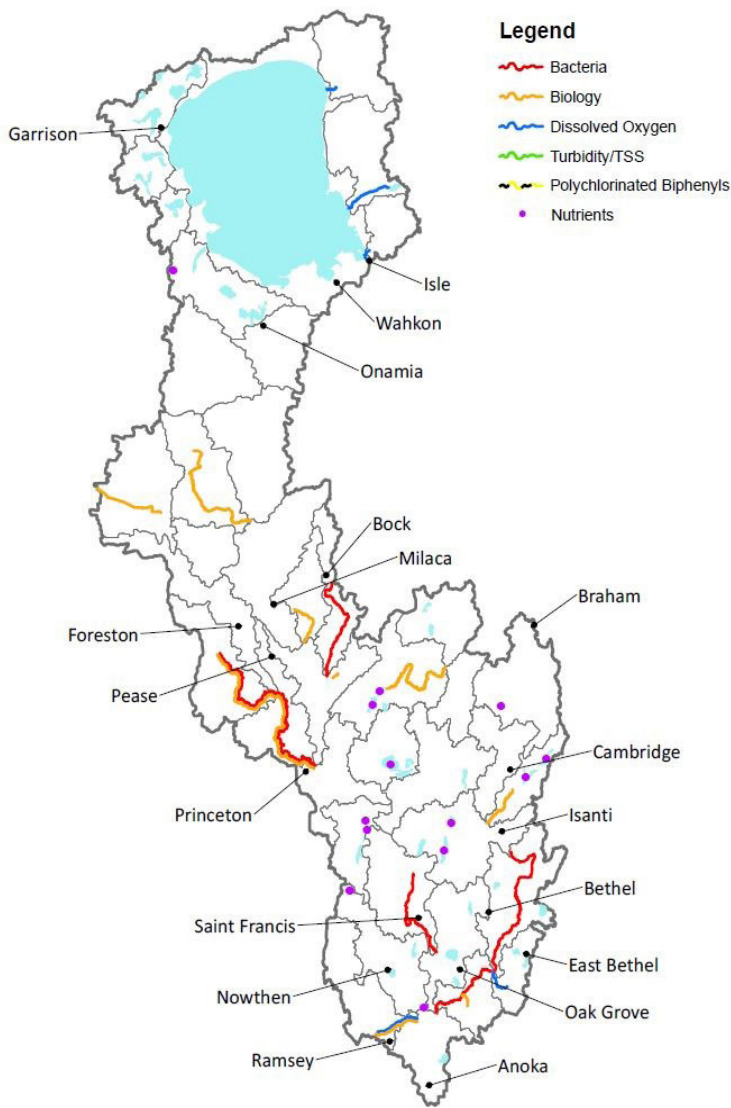 Legend
Bacteria
Biology
Dissolved Oxygen
Turbidity/TSS
Polychlorinated Biphenyls
Nutrients
Garrison
Isle
Wahkon
Onamia
Bock
Milaca
Braham
Foreston
Pease
Cambridge
Princeton
Isanti
Bethel
Saint Francis
East Bethel
Nowthen
Oak Grove
Ramsey
Anoka